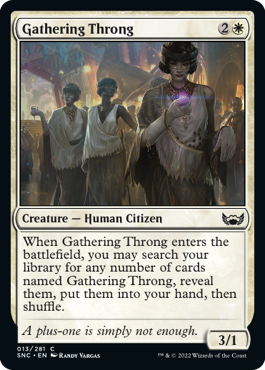 Gathering Throng 2
Creature — Human Citizen
When Gathering Throng enters the
battlefield, you may search your
library for any number of cards
named Gathering Throng, reveal
them, put them into your hand, then
shuffle.
A plus-one is simply not enough.
3/1
013/281 C
SNC • EN Randy Vargas
™ & © 2022 Wizards of the Coast